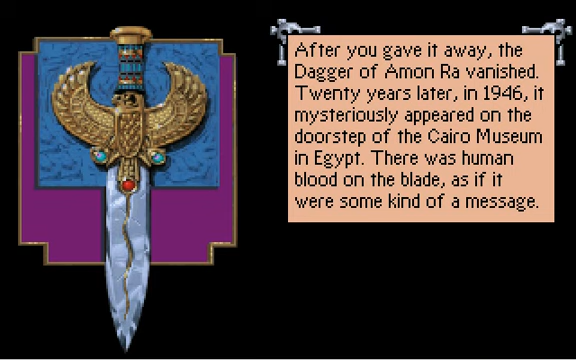 After you gave it away, the
Dagger of Amon Ra vanished.
Twenty years later, in 1946, it
mysteriously appeared on the
doorstep of the Cairo Museum
in Egypt. There was human
blood on the blade, as if it
were some kind of a message.